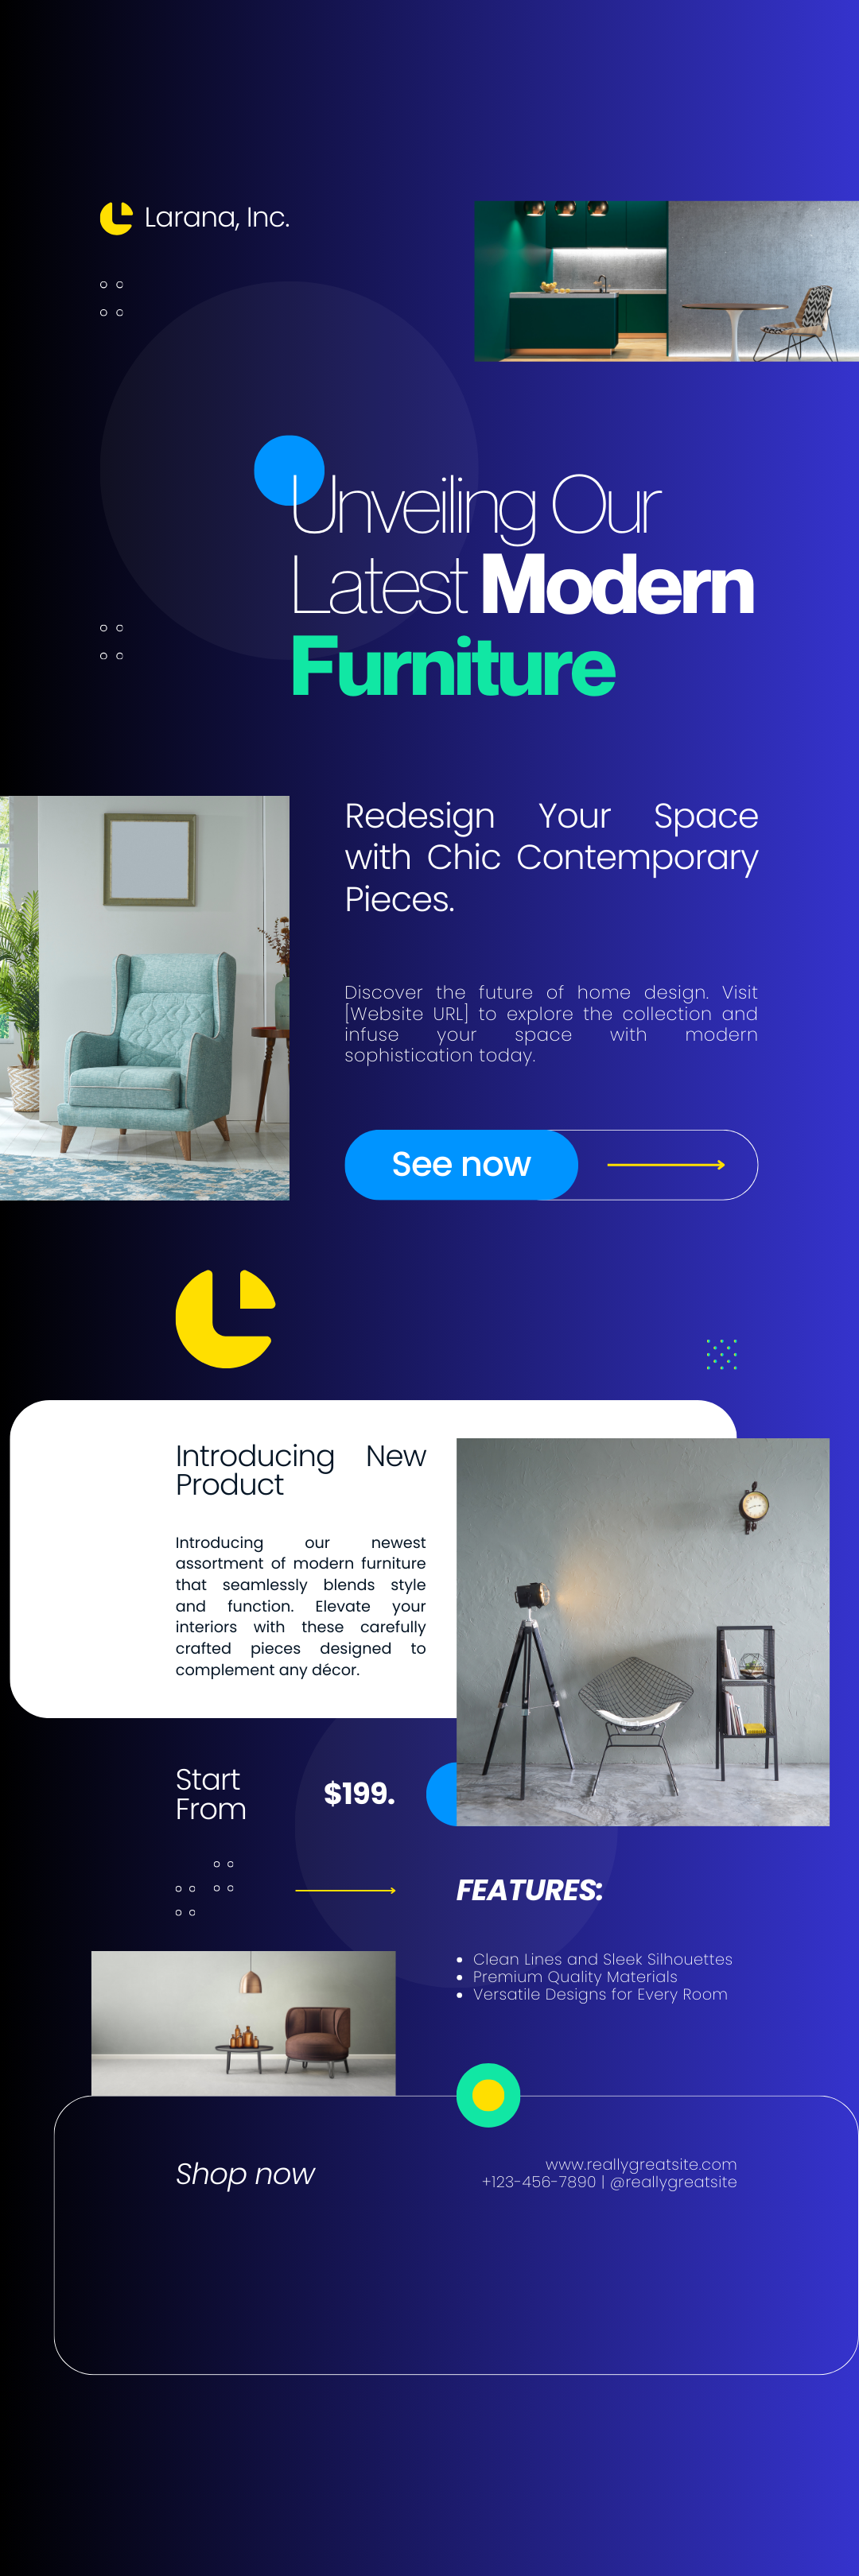 Larana, Inc.
Unveiling Our
Latest Modern
Furniture
Redesign Your Space
with Chic Contemporary
Pieces.
Discover the future of home design. Visit
[Website URL] to explore the collection and
infuse your space with modern
sophistication today.
See now
Introducing New
Product
Introducing our newest
assortment of modern furniture
that seamlessly blends style
and function. Elevate your
interiors with these carefully
crafted pieces designed to
complement any décor.
Start
From
$199.
FEATURES:
• Clean Lines and Sleek Silhouettes
• Premium Quality Materials
• Versatile Designs for Every Room
Shop now
www.reallygreatsite.com
+123-456-7890 | @reallygreatsite